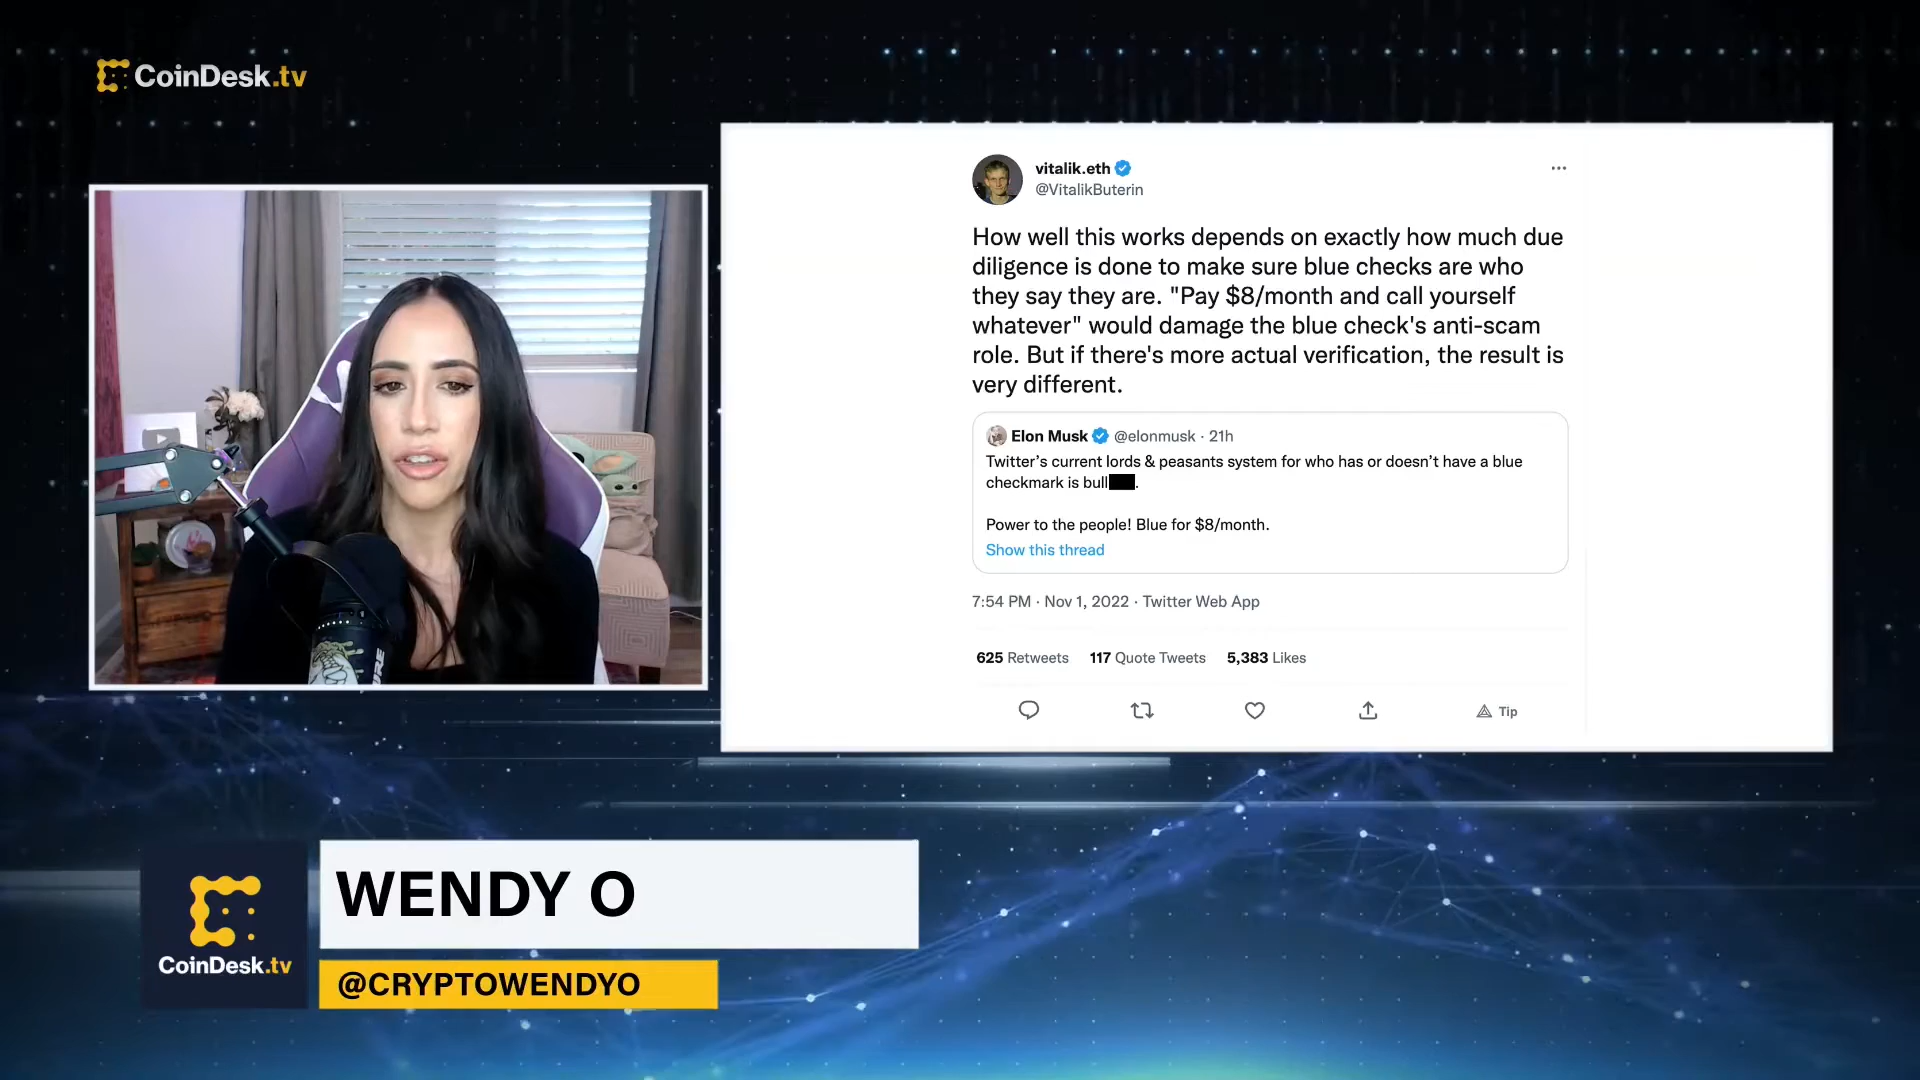 CoinDesk.tv
vitalik.eth
@VitalikButerin
How well this works depends on exactly how much due
diligence is done to make sure blue checks are who
they say they are. "Pay $8/month and call yourself
whatever" would damage the blue check's anti-scam
role. But if there's more actual verification, the result is
very different.
Elon Musk @elonmusk · 21h
Twitter’s current lords & peasants system for who has or doesn’t have a blue
checkmark is bull.
Power to the people! Blue for $8/month.
Show this thread
7:54 PM · Nov 1, 2022 · Twitter Web App
625 Retweets 117 Quote Tweets 5,383 Likes
Tip
WENDY O
CoinDesk.tv
@CRYPTOWENDYO